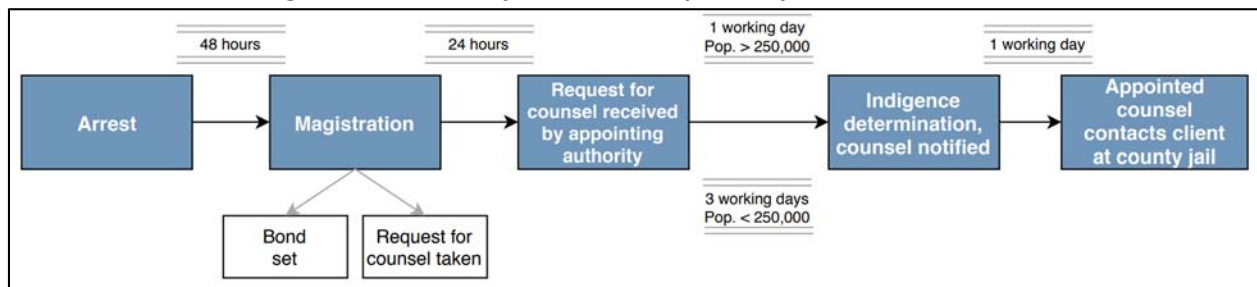 48 hours
24 hours
1 working day
Pop. > 250,000
1 working day
Arrest
Magistration
Request for
counsel received
by appointing
authority
Indigence
determination,
counsel notified
Appointed
counsel
contacts client
at county jail
3 working days
Pop. < 250,000
Bond
set
Request for
counsel taken